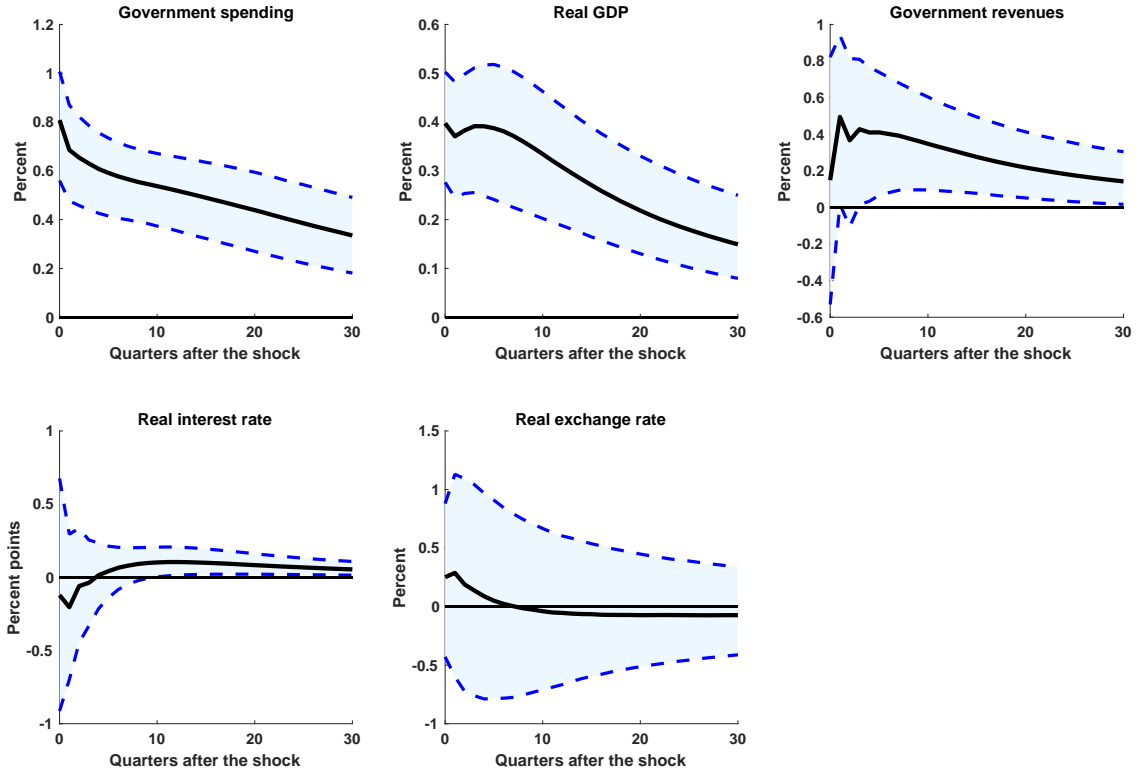 Government spending
Real GDP
Government revenues
1.2
1
0.8
0.6
0.4
0.2
0
Percent
0 10 20 30
Quarters after the shock
0.6
0.5
0.4
0.3
0.2
0.1
0
Percent
0 10 20 30
Quarters after the shock
1
0.8
0.6
0.4
0.2
0
-0.2
-0.4
-0.6
Percent
0 10 20 30
Quarters after the shock
Real interest rate
Real exchange rate
1
0.5
0
-0.5
-1
Percent points
0 10 20 30
Quarters after the shock
1.5
1
0.5
0
-0.5
-1
Percent
0 10 20 30
Quarters after the shock